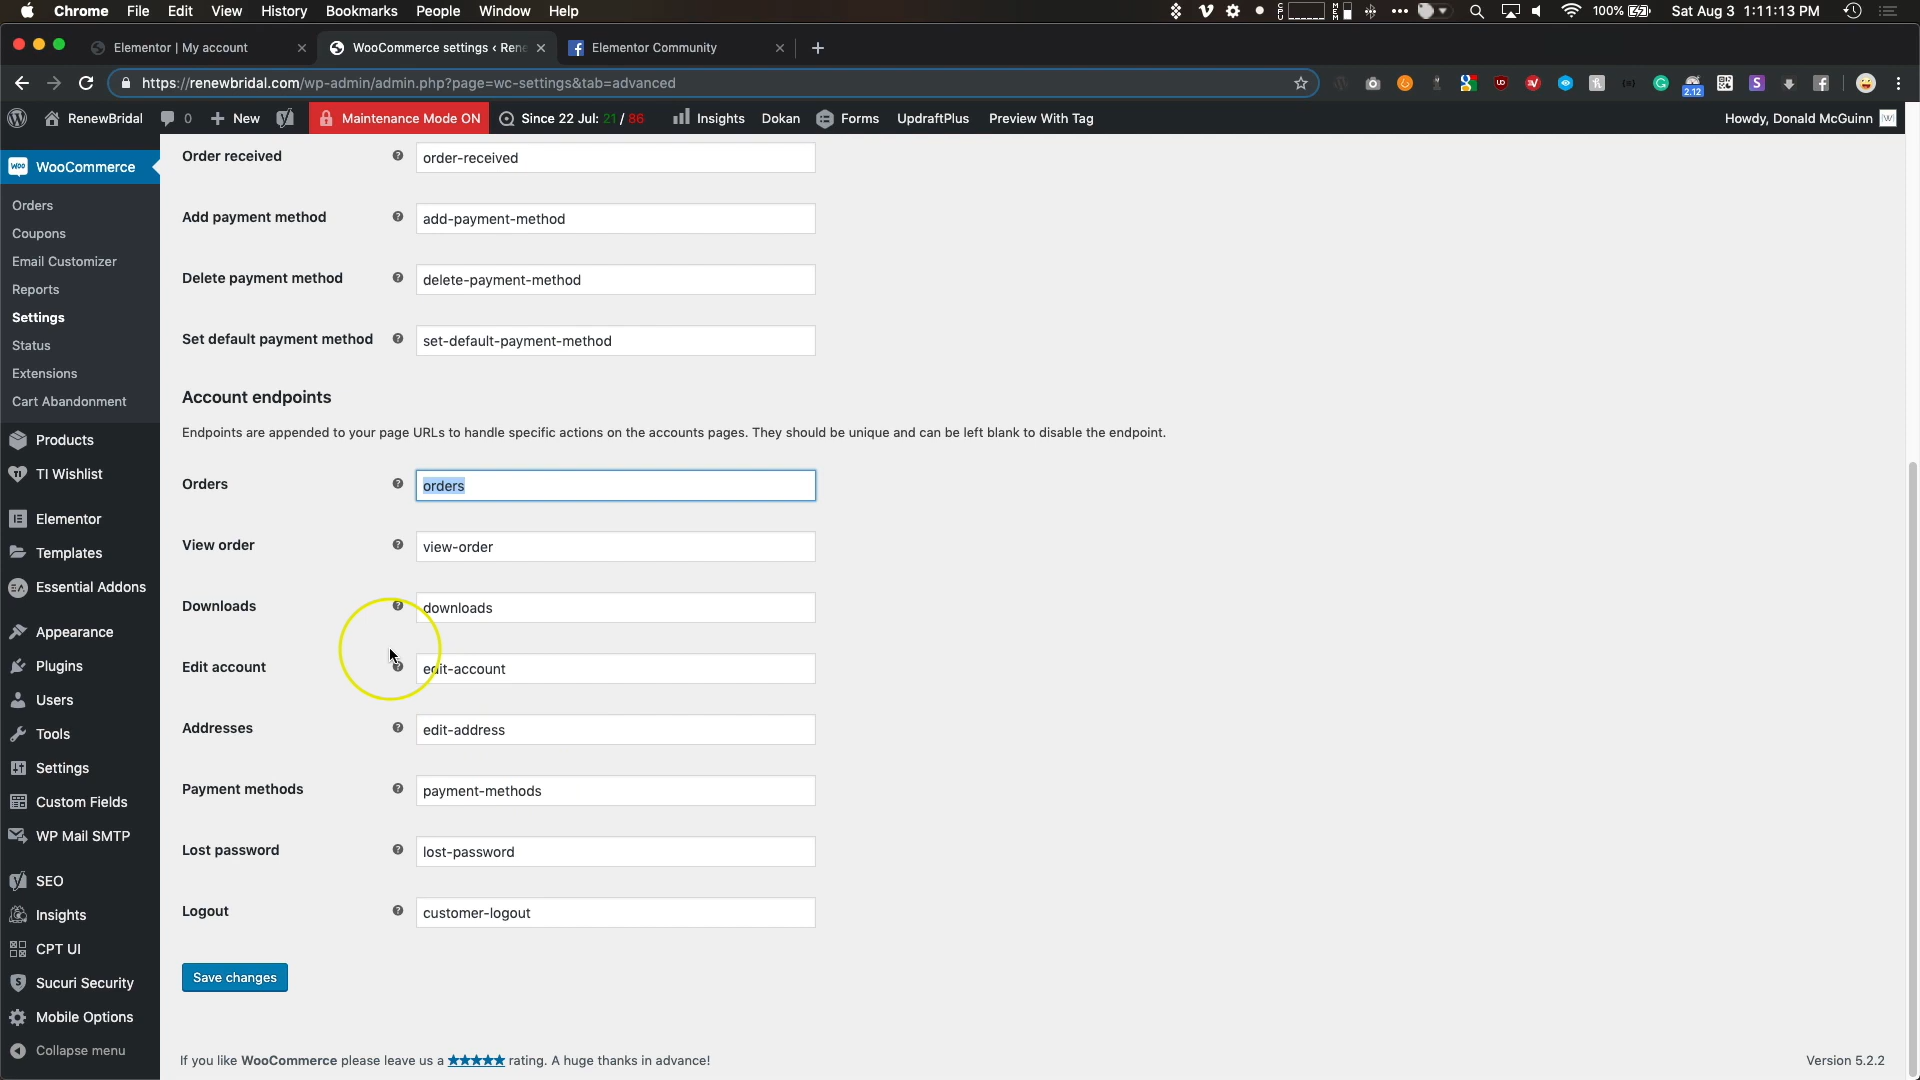 Chrome File Edit View History Bookmarks People Window Help 100% Sat Aug 3 1:11:13 PM
Elementor | My account WooCommerce settings ‹ Rene Elementor Community
https://renewbridal.com/wp-admin/admin.php?page=wc-settings&tab=advanced 2.12
RenewBridal 0 New Maintenance Mode ON Since 22 Jul: 21 / 86 Insights Dokan Forms UpdraftPlus Preview With Tag Howdy, Donald McGuinn
WooCommerce
Orders
Coupons
Email Customizer
Reports
Settings
Status
Extensions
Cart Abandonment
Products
TI Wishlist
Elementor
Templates
Essential Addons
Appearance
Plugins
Users
Tools
Settings
Custom Fields
WP Mail SMTP
SEO
Insights
CPT UI
Sucuri Security
Mobile Options
Collapse menu
Order received order-received
Add payment method add-payment-method
Delete payment method delete-payment-method
Set default payment method set-default-payment-method
Account endpoints
Endpoints are appended to your page URLs to handle specific actions on the accounts pages. They should be unique and can be left blank to disable the endpoint.
Orders orders
View order view-order
Downloads downloads
Edit account edit-account
Addresses edit-address
Payment methods payment-methods
Lost password lost-password
Logout customer-logout
Save changes
If you like WooCommerce please leave us a ★★★★★ rating. A huge thanks in advance! Version 5.2.2